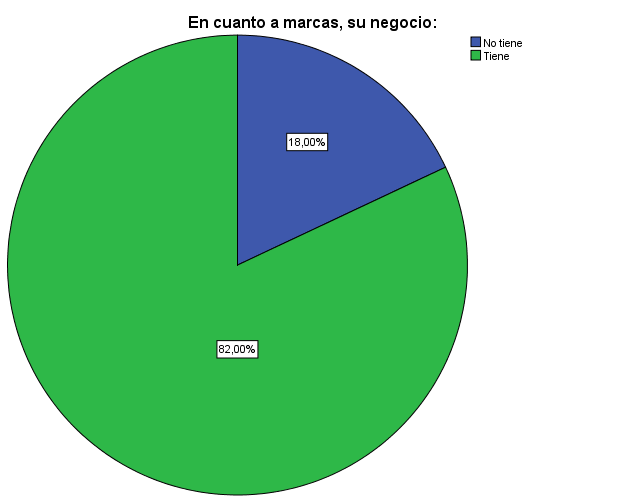 En cuanto a marcas, su negocio:
No tiene
Tiene
18,00%
82,00%